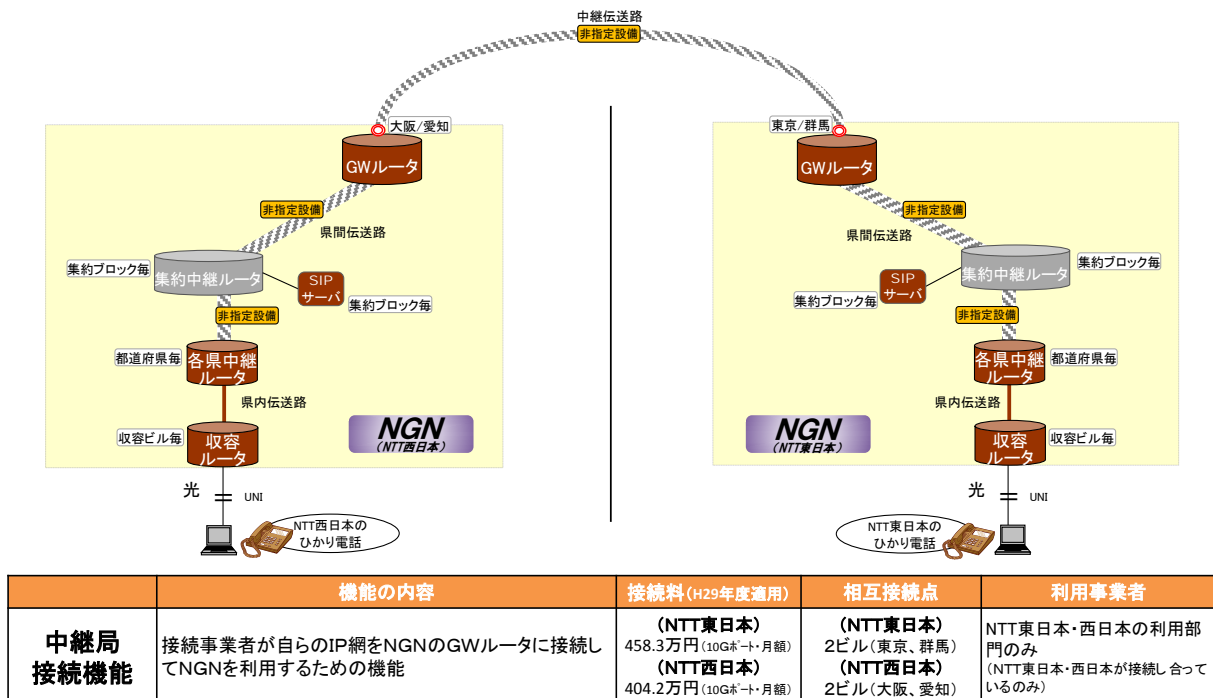 中継伝送路
非指定設備
大阪/愛知
GWルータ
非指定設備
県間伝送路
集約ブロック毎
集約中継ルータ
SIP
サーバ
集約ブロック毎
非指定設備
都道府県毎
各県中継
ルータ
県内伝送路
収容ビル毎
収容
ルータ
NGN
(NTT西日本)
光
UNI
NTT西日本の
ひかり電話
東京/群馬
GWルータ
非指定設備
県間伝送路
集約中継ルータ
集約ブロック毎
SIP
サーバ
集約ブロック毎
非指定設備
各県中継
ルータ
都道府県毎
県内伝送路
収容
ルータ
収容ビル毎
NGN
(NTT東日本)
光
UNI
NTT東日本の
ひかり電話
機能の内容
接続料(H29年度適用)
相互接続点
利用事業者
中継局
接続機能
接続事業者が自らのIP網をNGNのGWルータに接続し
てNGNを利用するための機能
(NTT東日本)
458.3万円(10Gポート・月額)
(NTT西日本)
404.2万円(10Gポート・月額)
(NTT東日本)
2ビル(東京、群馬)
(NTT西日本)
2ビル(大阪、愛知)
NTT東日本・西日本の利用部
門のみ
(NTT東日本・西日本が接続し合って
いるのみ)